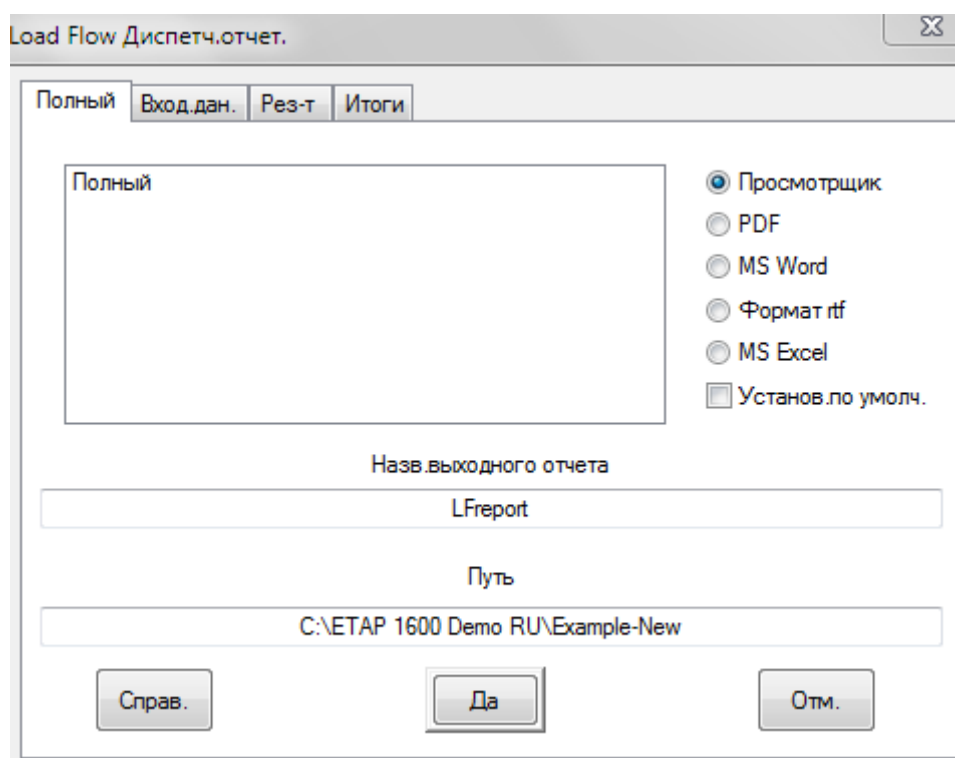 Load Flow Диспетч.отчет.
Полный Вход.дан. Рез-т Итоги
Полный
Просмотрщик
PDF
MS Word
Формат rtf
MS Excel
Установ.по умолч.
Назв.выходного отчета
LFreport
Путь
C:\ETAP 1600 Demo RU\Example-New
Справ. Да Отм.